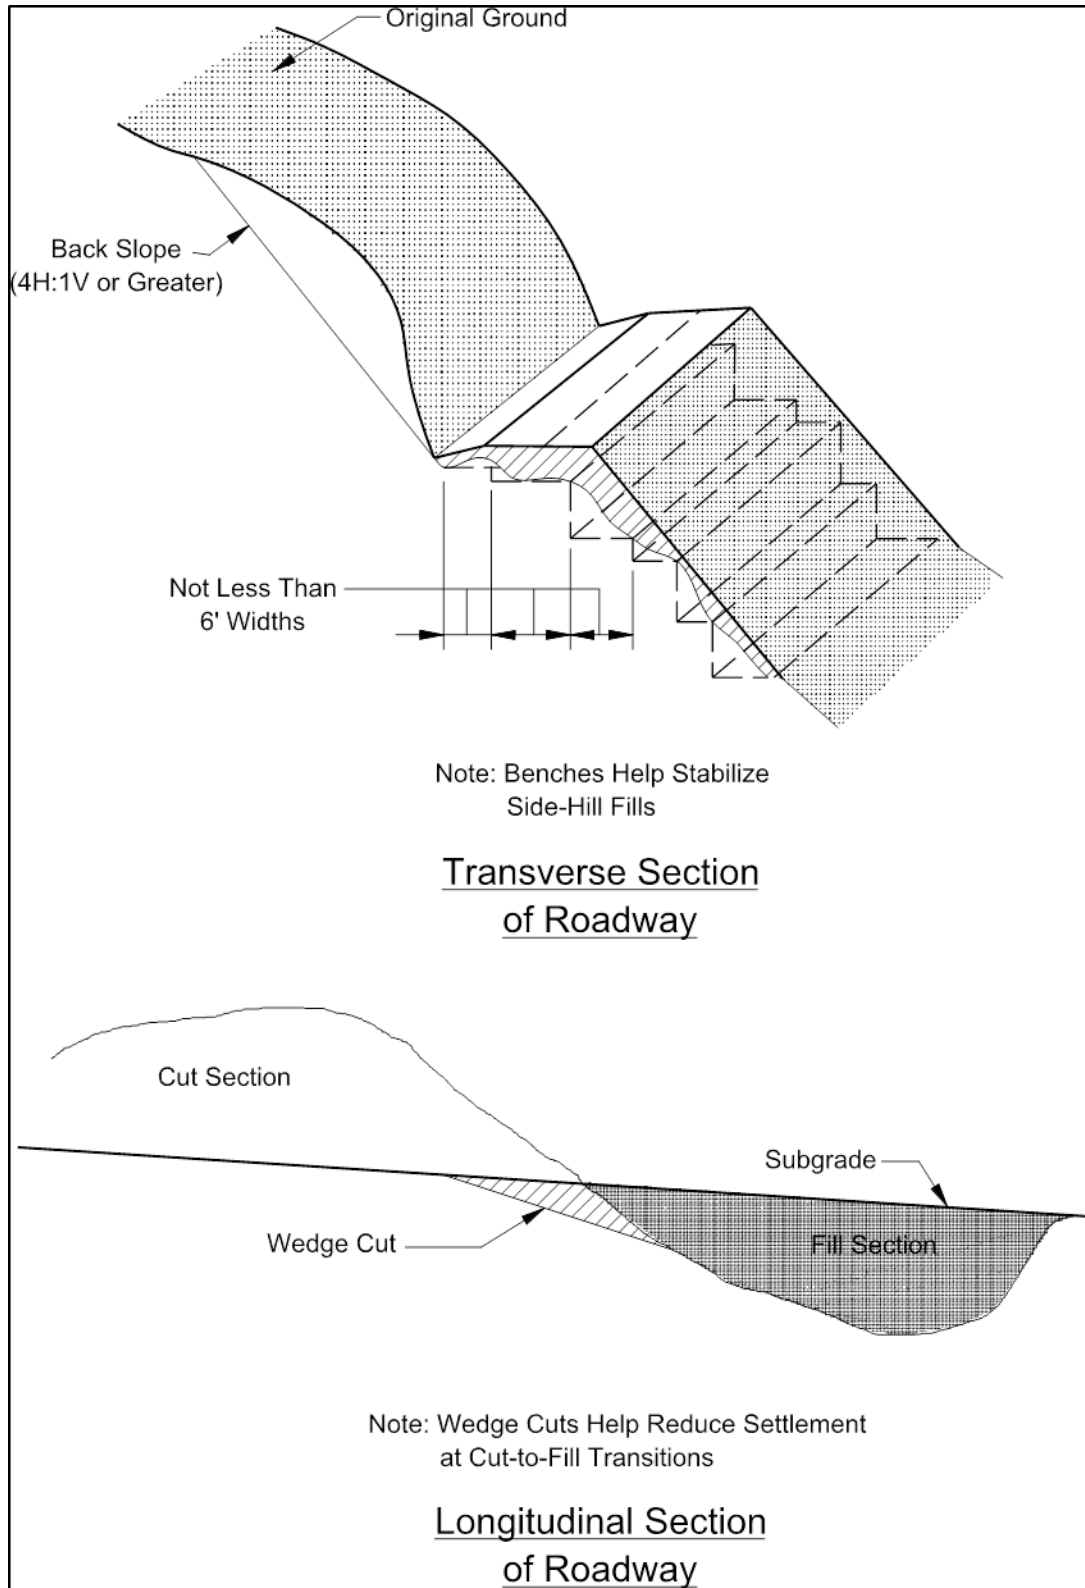 Original Ground
Back Slope
(4H:1V or Greater)
Not Less Than
6' Widths
Note: Benches Help Stabilize
Side-Hill Fills
Transverse Section
of Roadway
Cut Section
Subgrade
Wedge Cut
Fill Section
Note: Wedge Cuts Help Reduce Settlement
at Cut-to-Fill Transitions
Longitudinal Section
of Roadway